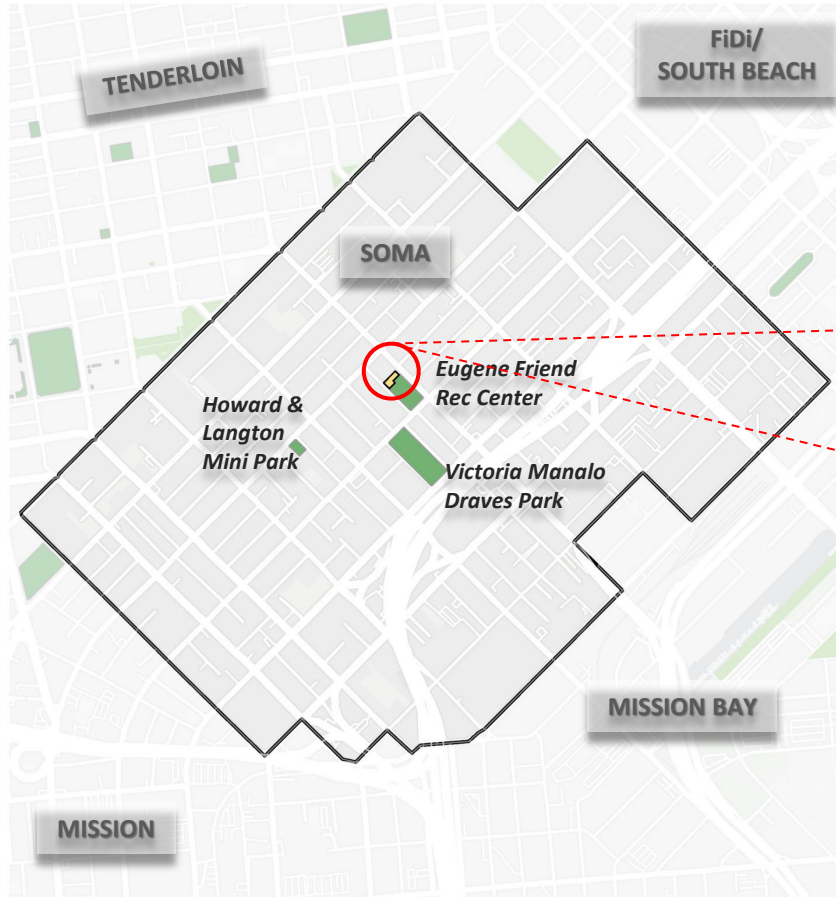 TENDERLOIN
FiDi/
SOUTH BEACH
SOMA
Eugene Friend
Rec Center
Howard &
Langton
Mini Park
Victoria Manalo
Draves Park
MISSION BAY
MISSION